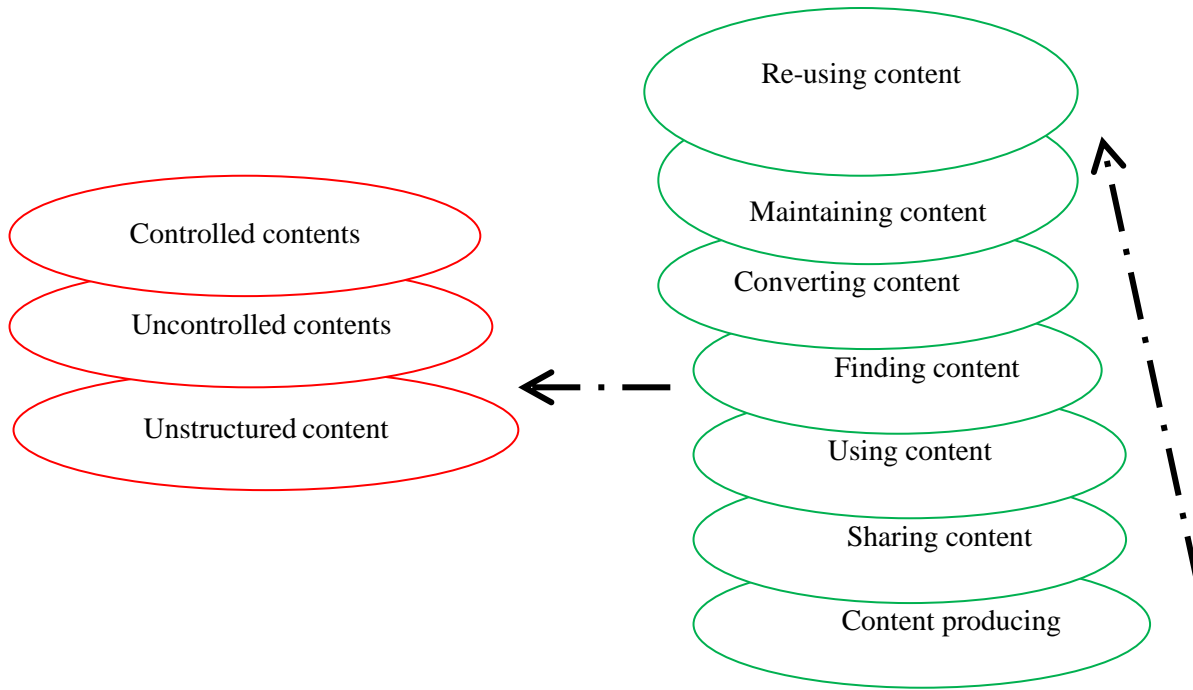 Controlled contents
Uncontrolled contents
Unstructured content
Re-using content
Maintaining content
Converting content
Finding content
Using content
Sharing content
Content producing